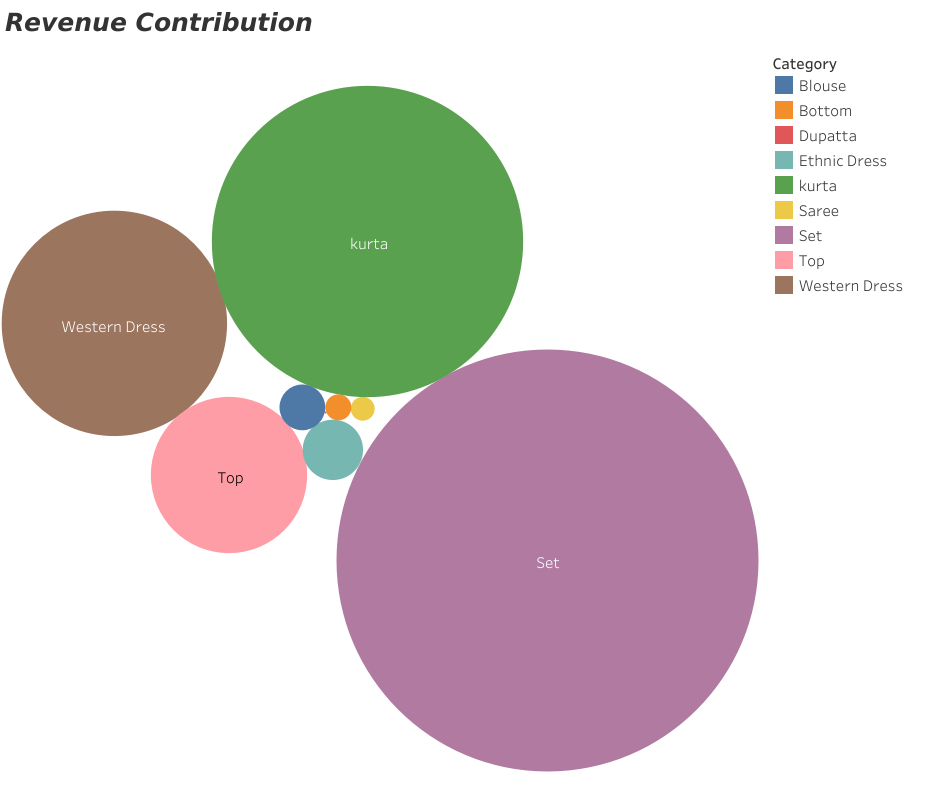 Revenue Contribution
Category
Blouse
Bottom
Dupatta
Ethnic Dress
kurta
Saree
Set
Top
Western Dress
kurta
Western Dress
Top
Set